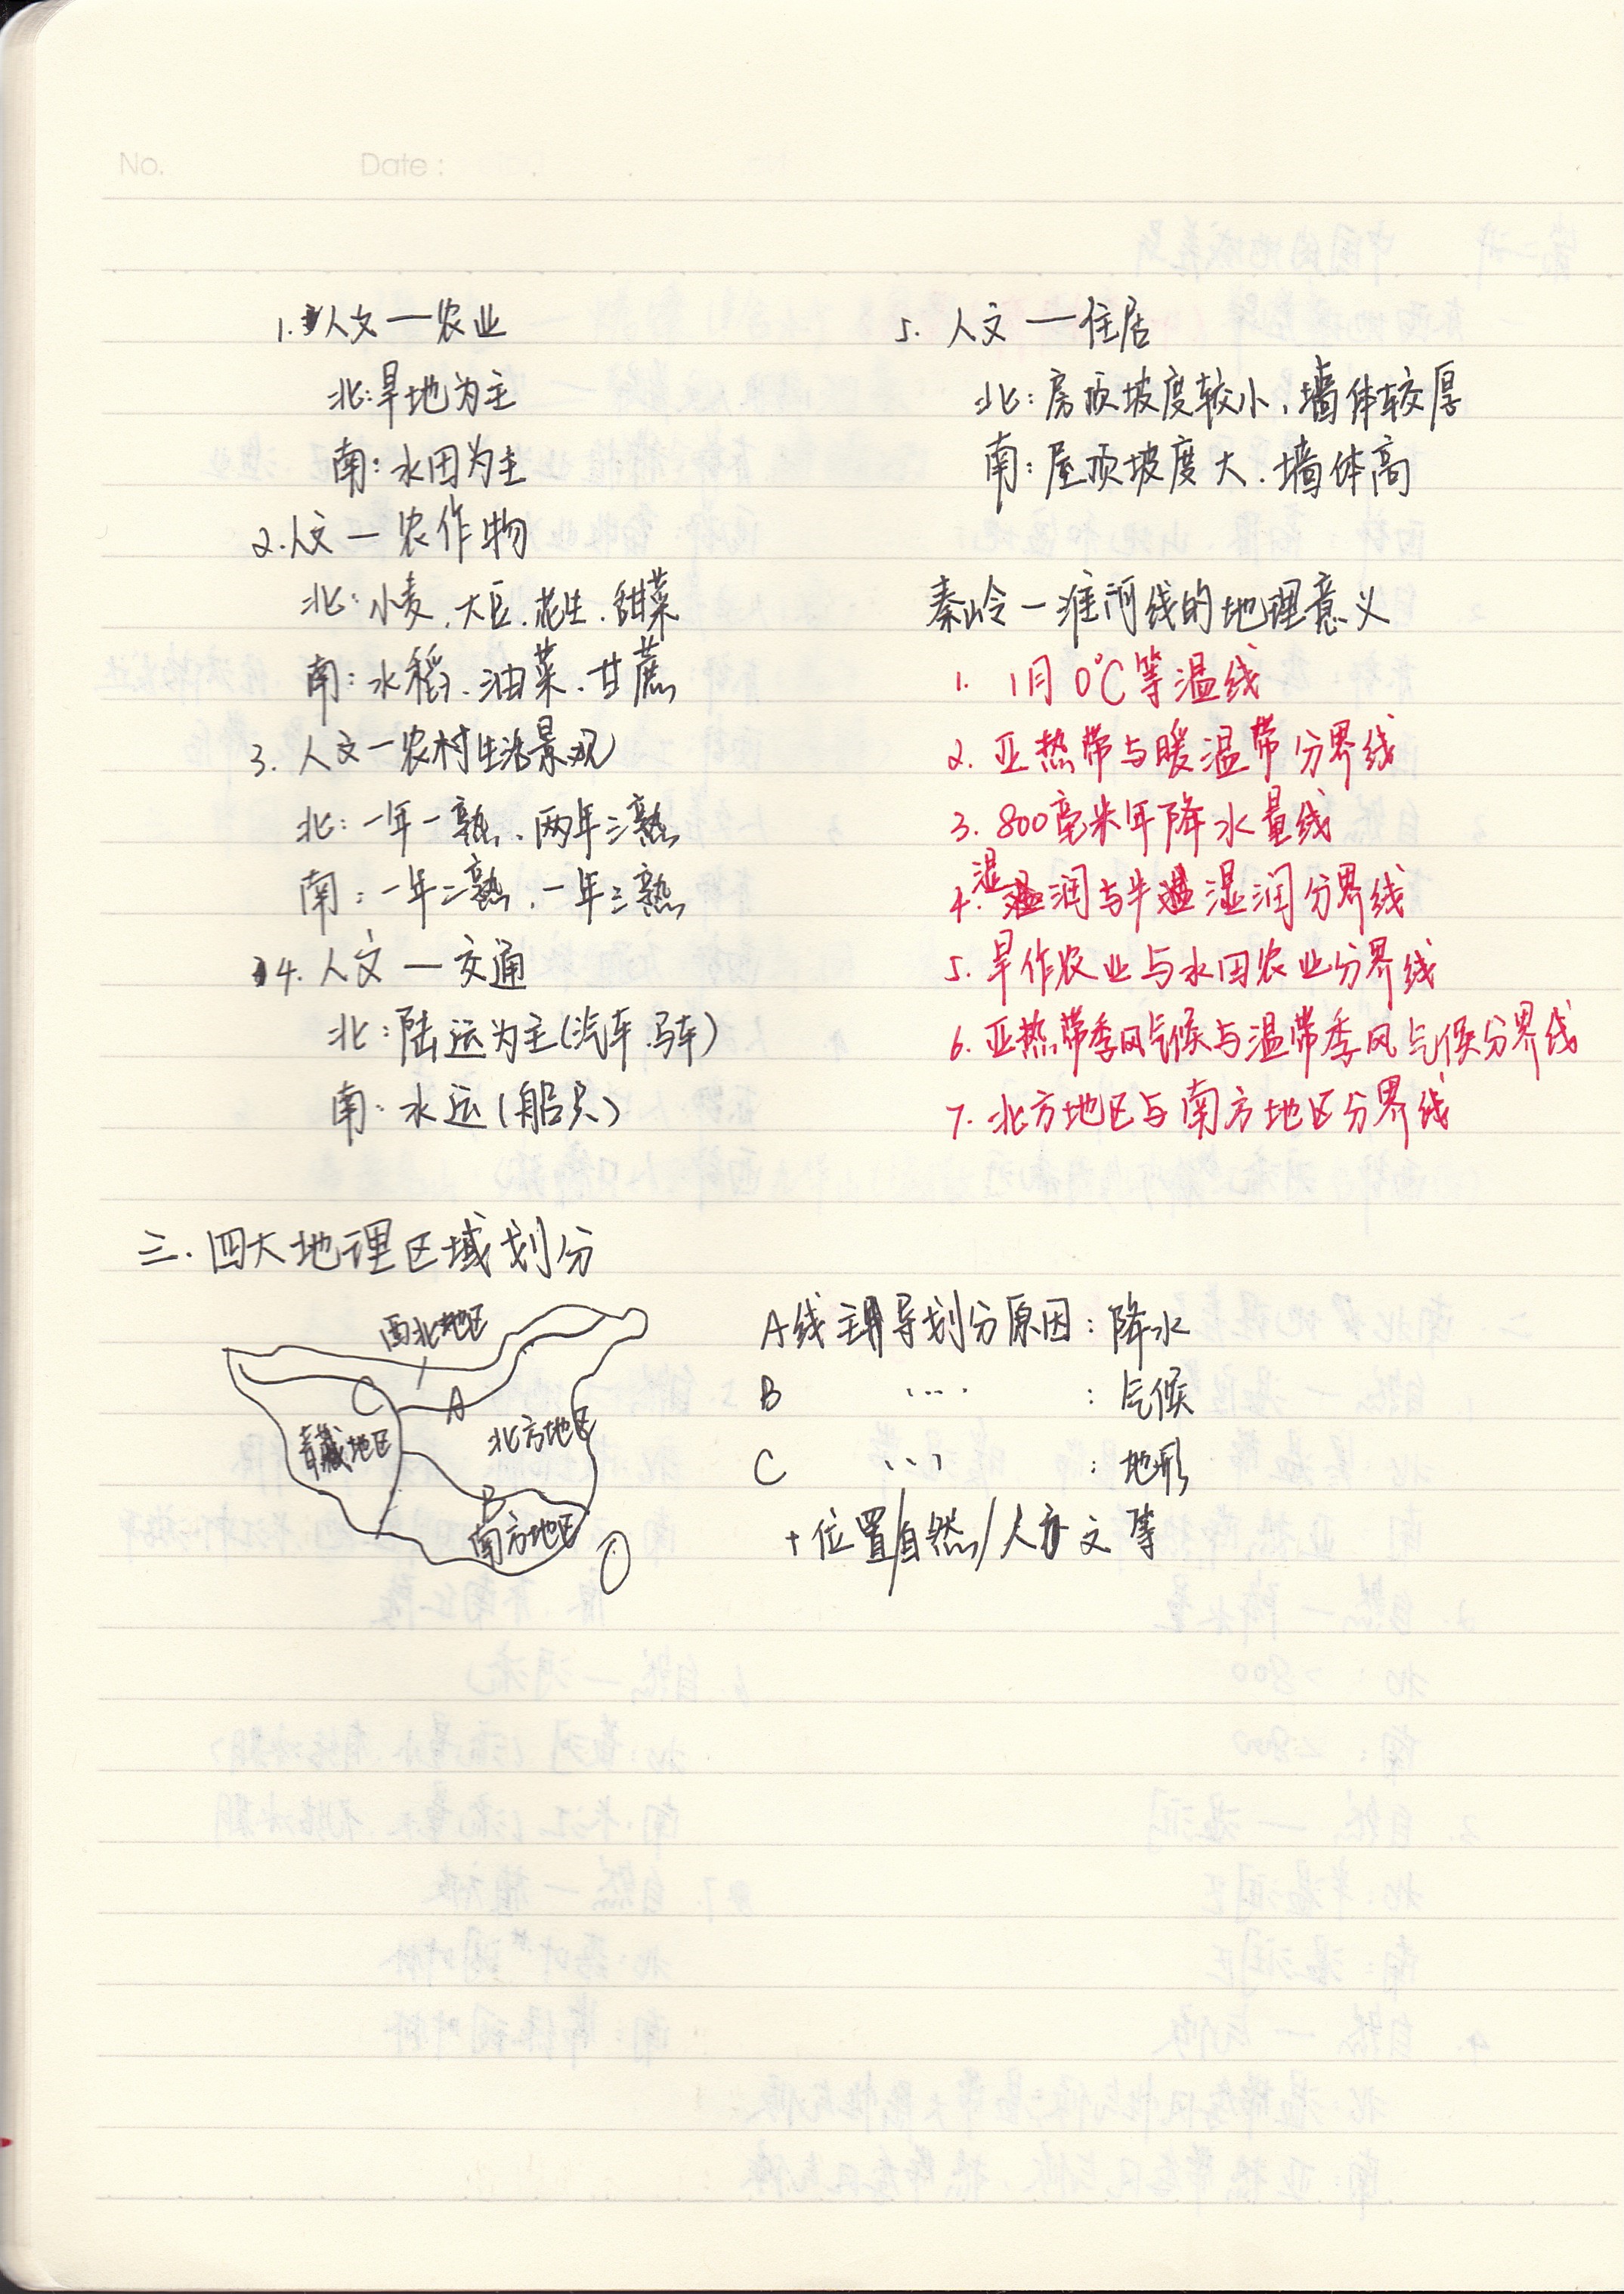 No. Date:
1.人文一农业
北:旱地为主
南:水田为主
2.人文一农作物
北:小麦、大豆、花生、甜菜
南:水稻、油菜、甘蔗
3.人文一农村生活景观
北:一年一熟、两年三熟
南:一年二熟、一年三熟
4.人文一交通
北:陆运为主(汽车、马车)
南:水运(船只)
5.人文一住居
北:房顶坡度较小、墙体较厚
南:屋顶坡度大、墙体高
秦岭一淮河线的地理意义
1. 1月0℃等温线
2.亚热带与暖温带分界线
3.800毫米年降水量线
4.湿润与半湿润分界线
5.旱作农业与水田农业分界线
6.亚热带季风气候与温带季风气候分界线
7.北方地区与南方地区分界线
三.四大地理区域划分
西北地区
C
A
青藏地区
北方地区
B
南方地区
A线主导划分原因:降水
B ... :气候
C ... :地形
+位置/自然/人文等